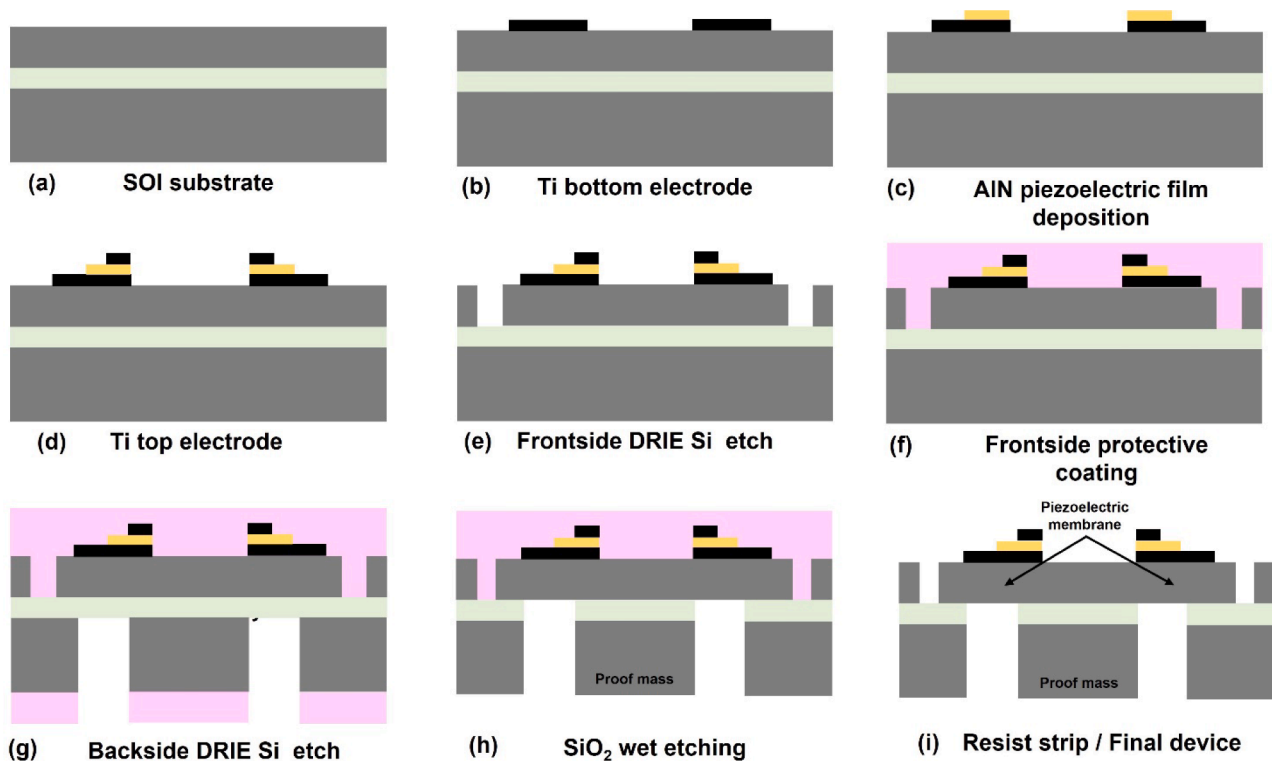 (a) SOI substrate
(b) Ti bottom electrode
(c) AlN piezoelectric film
deposition
(d) Ti top electrode
(e) Frontside DRIE Si etch
(f) Frontside protective
coating
(g) Backside DRIE Si etch
Proof mass
(h) SiO₂ wet etching
Piezoelectric
membrane
Proof mass
(i) Resist strip / Final device